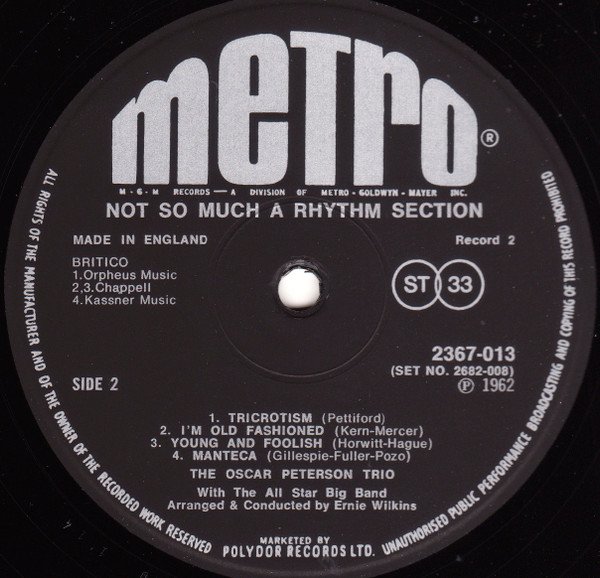 metro®
M-G-M RECORDS — A DIVISION OF METRO-GOLDWYN-MAYER INC.
NOT SO MUCH A RHYTHM SECTION
MADE IN ENGLAND
Record 2
BRITICO
1.Orpheus Music
2,3.Chappell
4.Kassner Music
ST 33
2367-013
(SET NO. 2682-008)
℗ 1962
SIDE 2
1. TRICROTISM (Pettiford)
2. I'M OLD FASHIONED (Kern-Mercer)
3. YOUNG AND FOOLISH (Horwitt-Hague)
4. MANTECA (Gillespie-Fuller-Pozo)
THE OSCAR PETERSON TRIO
With The All Star Big Band
Arranged & Conducted by Ernie Wilkins
MARKETED BY
POLYDOR RECORDS LTD.
ALL RIGHTS OF THE MANUFACTURER AND OF THE OWNER OF THE RECORDED WORK RESERVED
UNAUTHORISED PUBLIC PERFORMANCE BROADCASTING AND COPYING OF THIS RECORD PROHIBITED